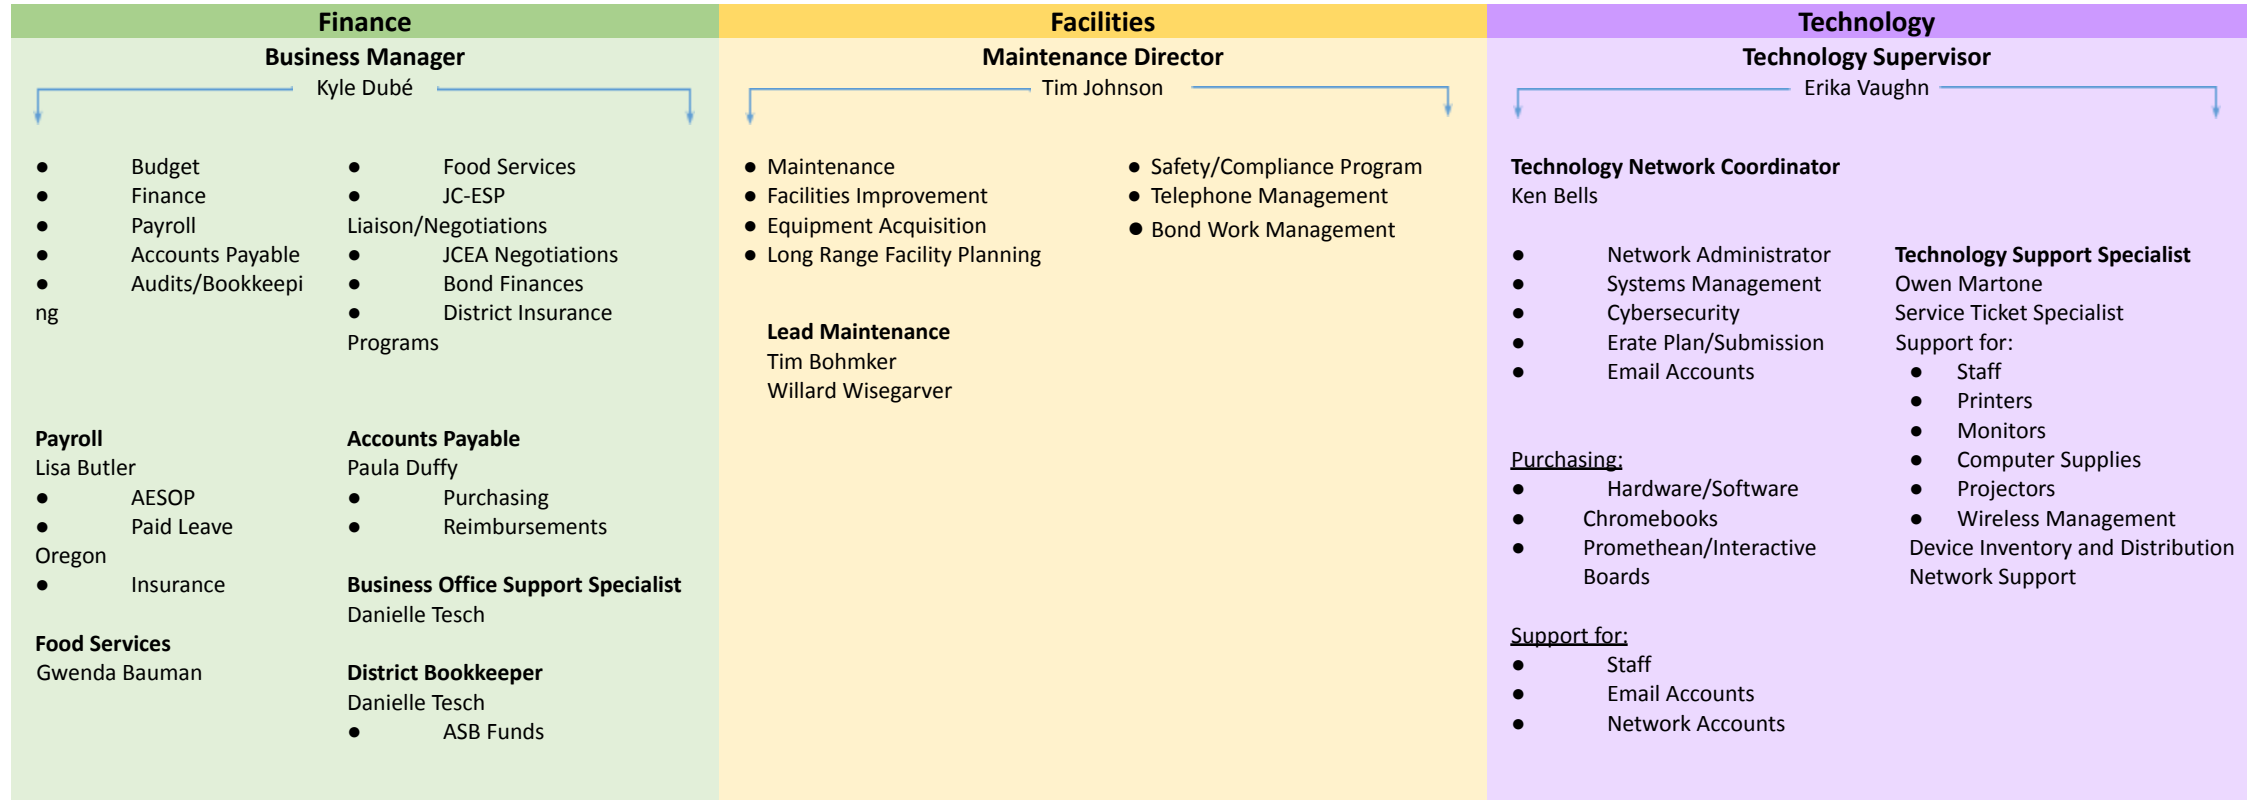 Finance
Business Manager
Kyle Dubé
● Budget
● Finance
● Payroll
● Accounts Payable
● Audits/Bookkeepi
ng
● Food Services
● JC-ESP
Liaison/Negotiations
● JCEA Negotiations
● Bond Finances
● District Insurance
Programs
Payroll
Lisa Butler
● AESOP
● Paid Leave
Oregon
● Insurance
Food Services
Gwenda Bauman
Accounts Payable
Paula Duffy
● Purchasing
● Reimbursements
Business Office Support Specialist
Danielle Tesch
District Bookkeeper
Danielle Tesch
● ASB Funds
Facilities
Maintenance Director
Tim Johnson
● Maintenance
● Facilities Improvement
● Equipment Acquisition
● Long Range Facility Planning
● Safety/Compliance Program
● Telephone Management
● Bond Work Management
Lead Maintenance
Tim Bohmker
Willard Wisegarver
Technology
Technology Supervisor
Erika Vaughn
Technology Network Coordinator
Ken Bells
● Network Administrator
● Systems Management
● Cybersecurity
● Erate Plan/Submission
● Email Accounts
Purchasing:
● Hardware/Software
● Chromebooks
● Promethean/Interactive
Boards
Support for:
● Staff
● Email Accounts
● Network Accounts
Technology Support Specialist
Owen Martone
Service Ticket Specialist
Support for:
● Staff
● Printers
● Monitors
● Computer Supplies
● Projectors
● Wireless Management
Device Inventory and Distribution
Network Support